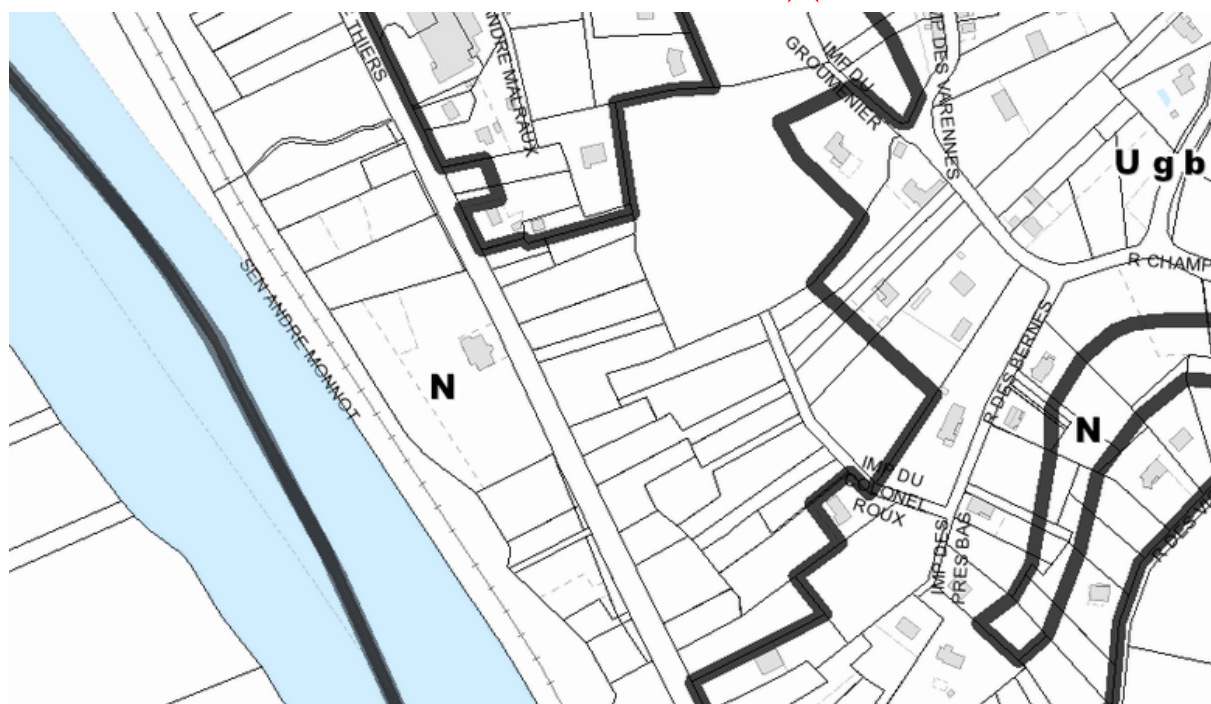 THIERS
ANDRE MALRAUX
IMP DU
GROUMENIER
IMP DES VARENNES
U g b
R CHAMP
SEN ANDRE MONNOT
N
R DES BERNES
N
IMP DU
COLONEL
ROUX
IMP DES
PRES BAS
R DES